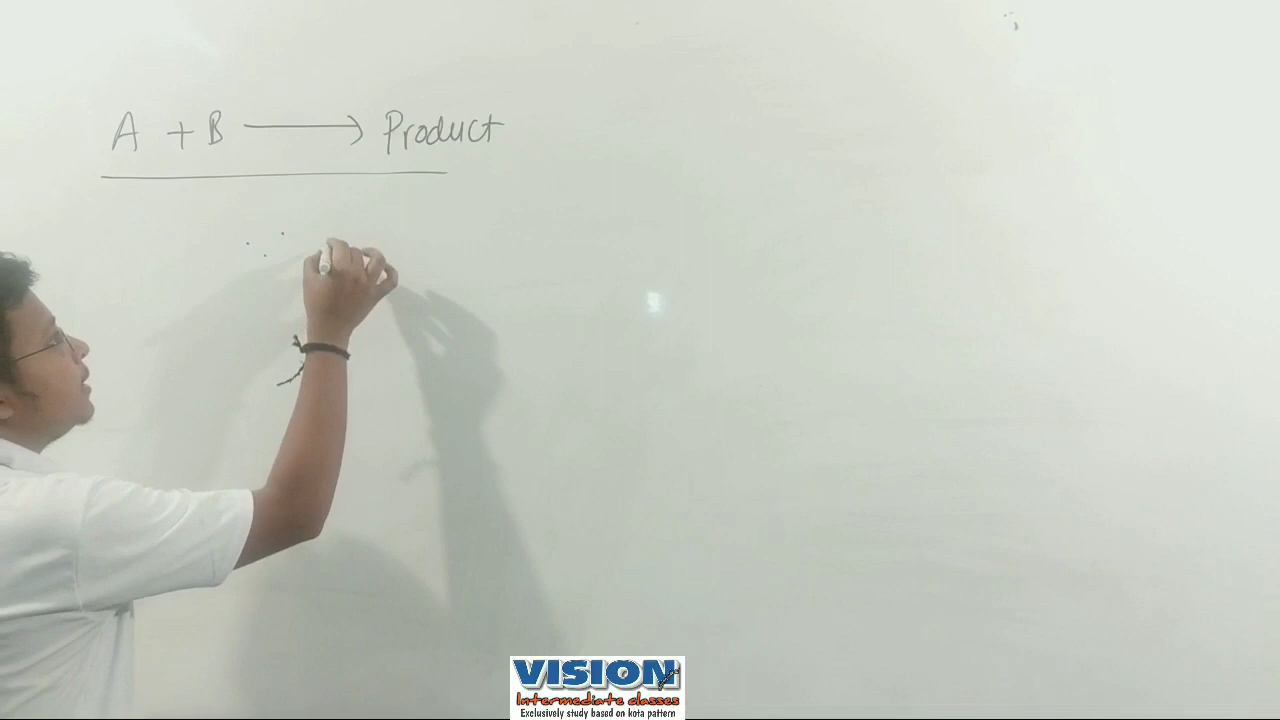 A + B ⟶ Product
VISION
Intermediate classes
Exclusively study based on kota pattern